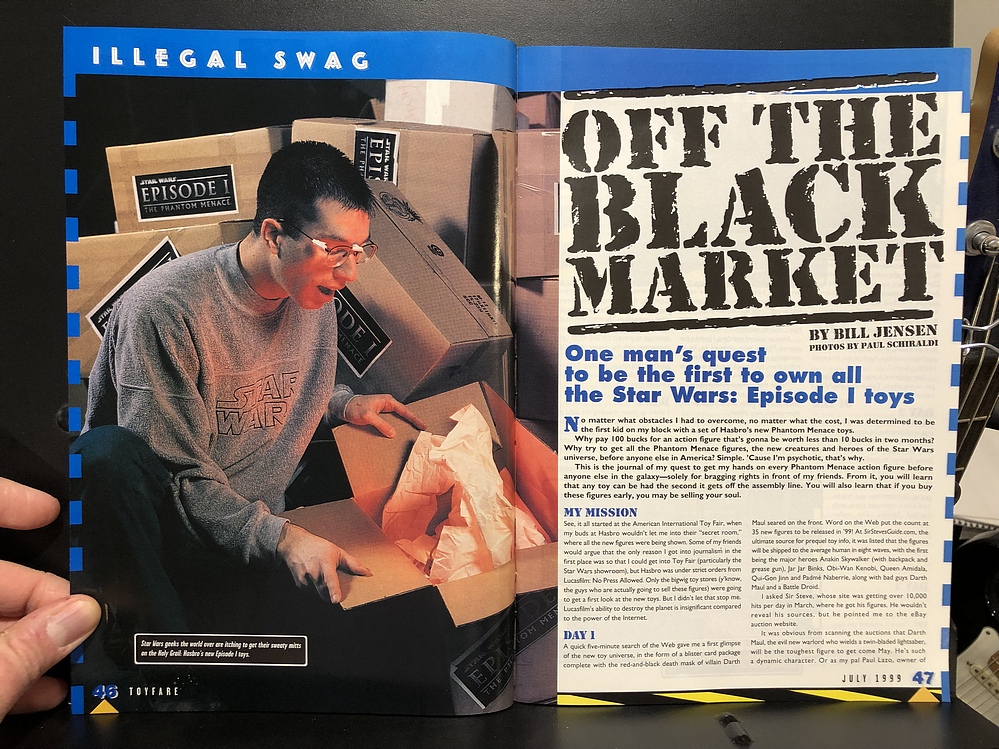 ILLEGAL SWAG
STAR WARS
EPISODE I
THE PHANTOM MENACE
STAR WARS
EPIS
THE PH
ODE I
MENACE
STAR
WARS
Star Wars geeks the world over are itching to get their sweaty mitts
on the Holy Grail: Hasbro's new Episode I toys.
46 TOYFARE
OFF THE
BLACK
MARKET
BY BILL JENSEN
PHOTOS BY PAUL SCHIRALDI
One man's quest
to be the first to own all
the Star Wars: Episode I toys
No matter what obstacles I had to overcome, no matter what the cost, I was determined to be
the first kid on my block with a set of Hasbro's new Phantom Menace toys.
Why pay 100 bucks for an action figure that's gonna be worth less than 10 bucks in two months?
Why try to get all the Phantom Menace figures, the new creatures and heroes of the Star Wars
universe, before anyone else in America? Simple. 'Cause I'm psychotic, that's why.
This is the journal of my quest to get my hands on every Phantom Menace action figure before
anyone else in the galaxy—solely for bragging rights in front of my friends. From it, you will learn
that any toy can be had the second it gets off the assembly line. You will also learn that if you buy
these figures early, you may be selling your soul.
MY MISSION
See, it all started at the American International Toy Fair, when
my buds at Hasbro wouldn't let me into their "secret room,"
where all the new figures were being shown. Some of my friends
would argue that the only reason I got into journalism in the
first place was so that I could get into Toy Fair (particularly the
Star Wars showroom), but Hasbro was under strict orders from
Lucasfilm: No Press Allowed. Only the bigwig toy stores (y'know,
the guys who are actually going to sell these figures) were going
to get a first look at the new toys. But I didn't let that stop me.
Lucasfilm's ability to destroy the planet is insignificant compared
to the power of the Internet.
DAY 1
A quick five-minute search of the Web gave me a first glimpse
of the new toy universe, in the form of a blister card package
complete with the red-and-black death mask of villain Darth
Maul seared on the front. Word on the Web put the count at
35 new figures to be released in '99! At SirStevesGuide.com, the
ultimate source for prequel toy info, it was listed that the figures
will be shipped to the average human in eight waves, with the first
being the major heroes Anakin Skywalker (with backpack and
grease gun), Jar Jar Binks, Obi-Wan Kenobi, Queen Amidala,
Qui-Gon Jinn and Padmé Naberrie, along with bad guys Darth
Maul and a Battle Droid.
I asked Sir Steve, whose site was getting over 10,000
hits per day in March, where he got his figures. He wouldn't
reveal his sources, but he pointed me to the eBay
auction website.
It was obvious from scanning the auctions that Darth
Maul, the evil new warlord who wields a twin-bladed lightsaber,
will be the toughest figure to get come May. He's such
a dynamic character. Or as my pal Paul Lazo, owner of
JULY 1999 47